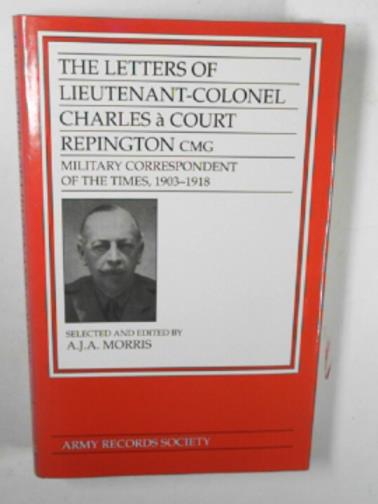 THE LETTERS OF
LIEUTENANT-COLONEL
CHARLES à COURT
REPINGTON CMG
MILITARY CORRESPONDENT
OF THE TIMES, 1903–1918
SELECTED AND EDITED BY
A.J.A. MORRIS
ARMY RECORDS SOCIETY